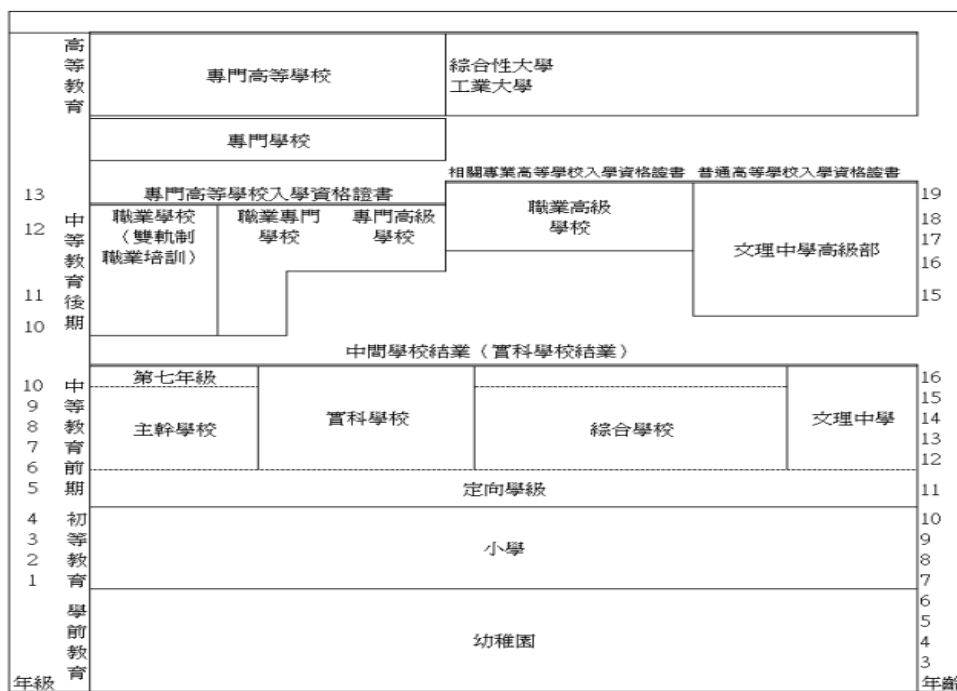 高等教育
專門高等學校
綜合性大學
工業大學
專門學校
相關專業高等學校入學資格證書
普通高等學校入學資格證書
專門高等學校入學資格證書
13
12
11
10
中等教育後期
職業學校
（雙軌制
職業培訓）
職業專門
學校
專門高級
學校
職業高級
學校
文理中學高級部
19
18
17
16
15
中間學校結業（實科學校結業）
10
9
8
7
6
5
中等教育前期
第七年級
主幹學校
實科學校
綜合學校
文理中學
16
15
14
13
12
11
定向學級
4
3
2
1
初等教育
小學
10
9
8
7
學前教育
幼稚園
6
5
4
3
年級
年齡